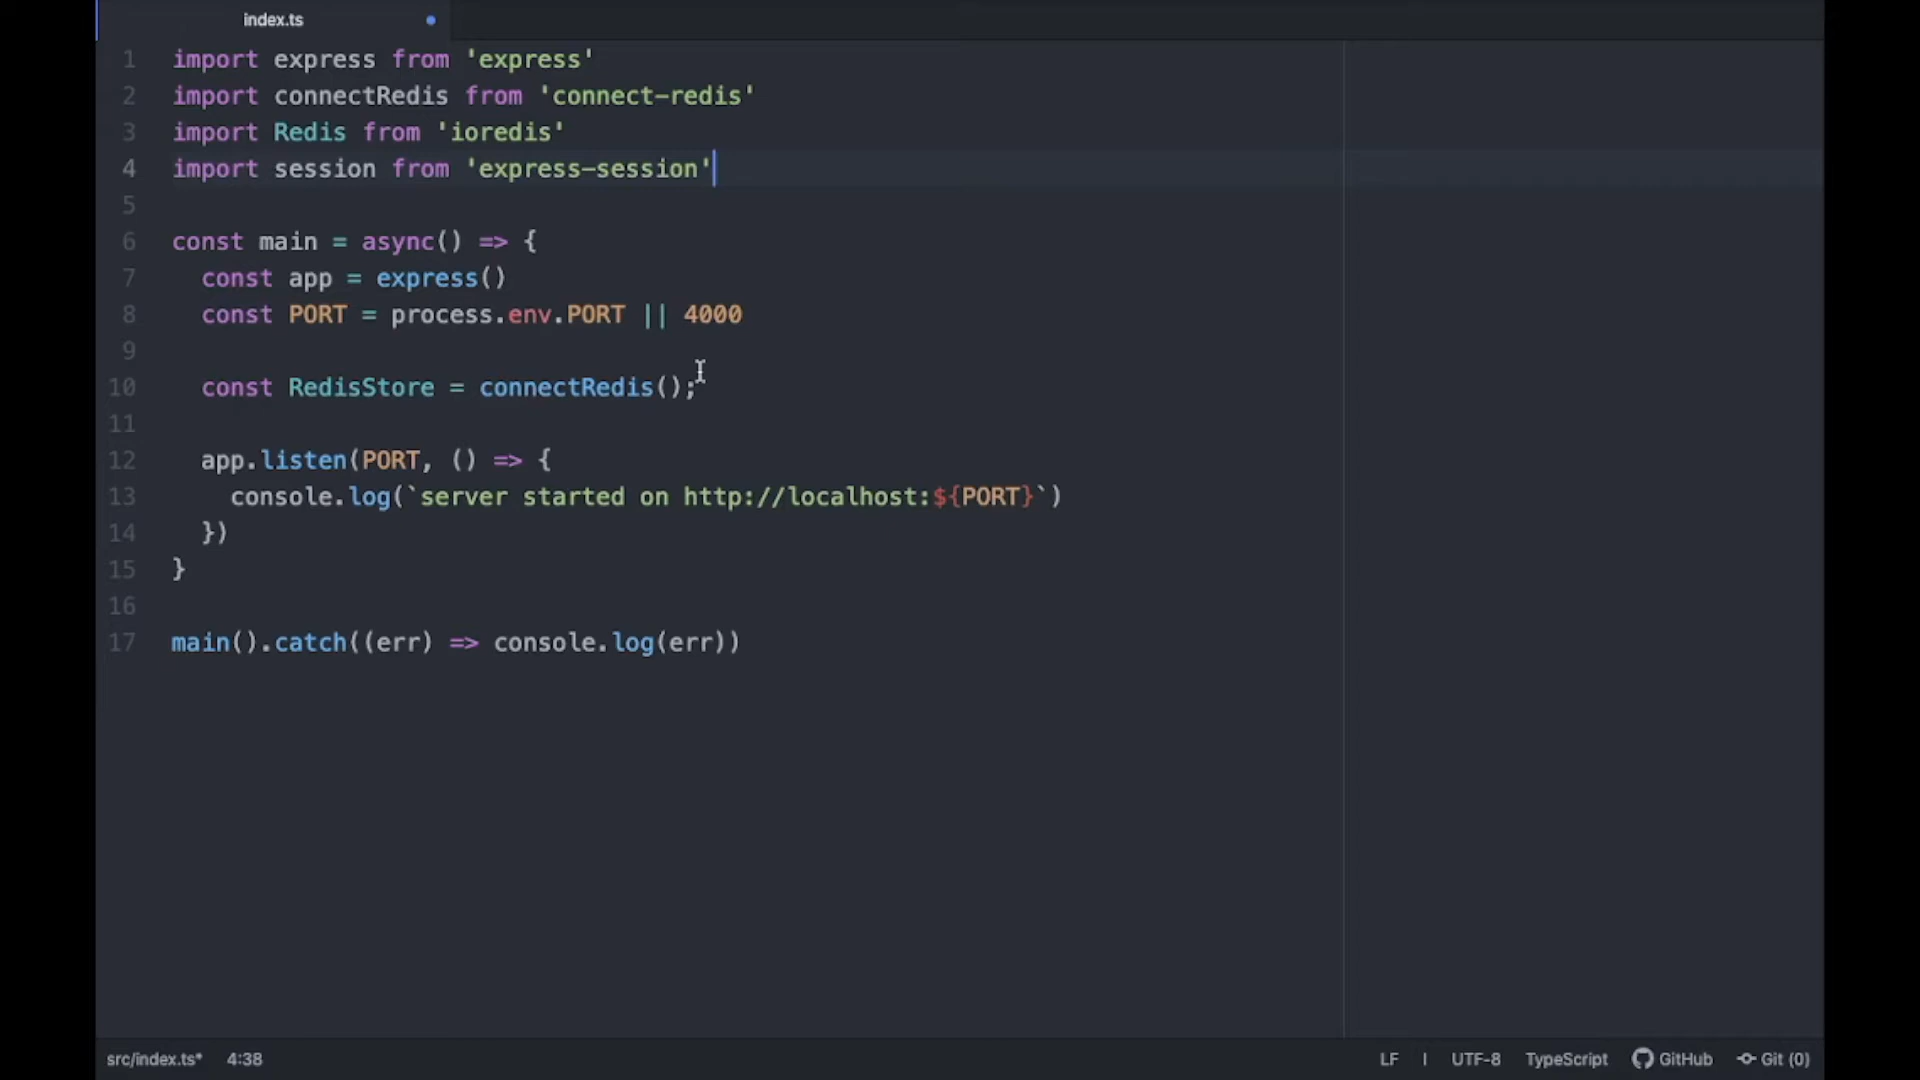 index.ts
1 import express from 'express'
2 import connectRedis from 'connect-redis'
3 import Redis from 'ioredis'
4 import session from 'express-session'
5
6 const main = async() => {
7   const app = express()
8   const PORT = process.env.PORT || 4000
9
10   const RedisStore = connectRedis();
11
12   app.listen(PORT, () => {
13     console.log(`server started on http://localhost:${PORT}`)
14   })
15 }
16
17 main().catch((err) => console.log(err))
src/index.ts* 4:38 LF UTF-8 TypeScript GitHub Git (0)